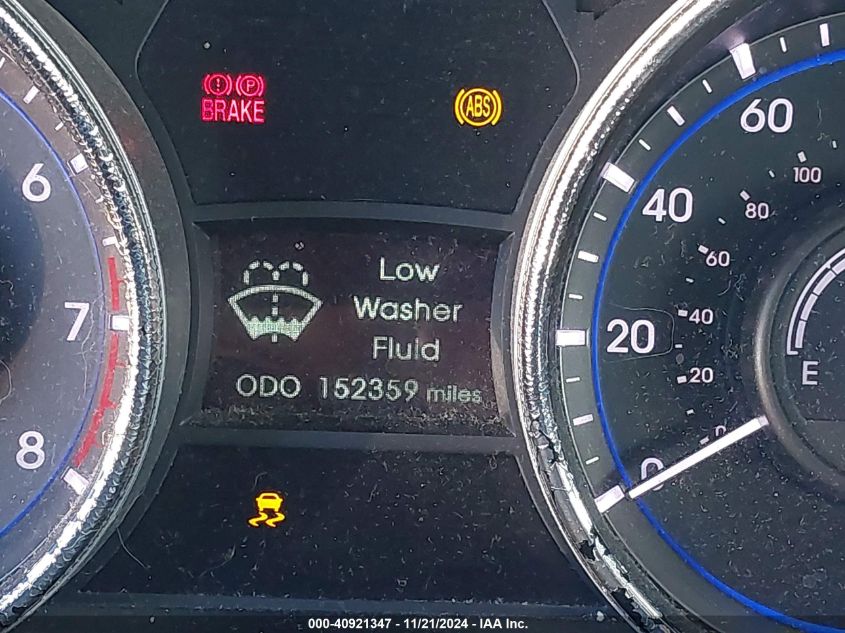 P
BRAKE
ABS
Low
Washer
Fluid
ODO 152359 miles
6
7
8
60
40
20
0
100
80
60
40
20
0
E
000-40921347 - 11/21/2024 - IAA Inc.